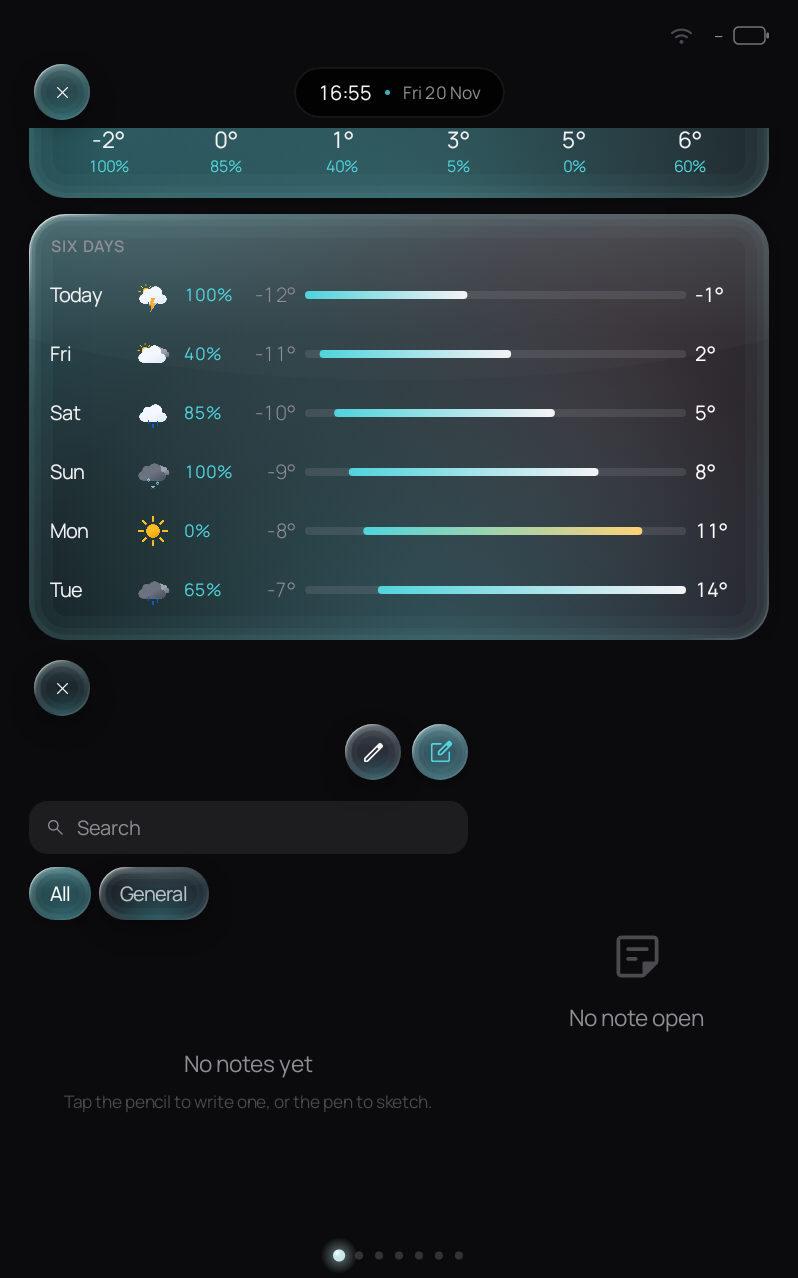 –
16:55 • Fri 20 Nov
-2° 0° 1° 3° 5° 6°
100% 85% 40% 5% 0% 60%
SIX DAYS
Today 100% -12° -1°
Fri 40% -11° 2°
Sat 85% -10° 5°
Sun 100% -9° 8°
Mon 0% -8° 11°
Tue 65% -7° 14°
Search
All General
No note open
No notes yet
Tap the pencil to write one, or the pen to sketch.